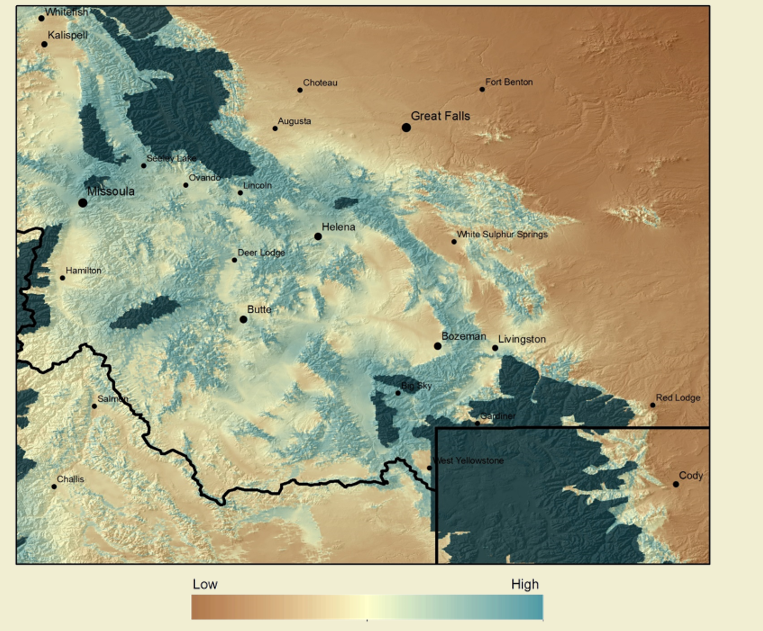 Whitefish
Kalispell
Choteau
Fort Benton
Great Falls
Augusta
Seeley Lake
Ovando
Lincoln
Missoula
Helena
White Sulphur Springs
Deer Lodge
Hamilton
Butte
Bozeman
Livingston
Big Sky
Salmon
Red Lodge
Gardiner
West Yellowstone
Challis
Cody
Low
High